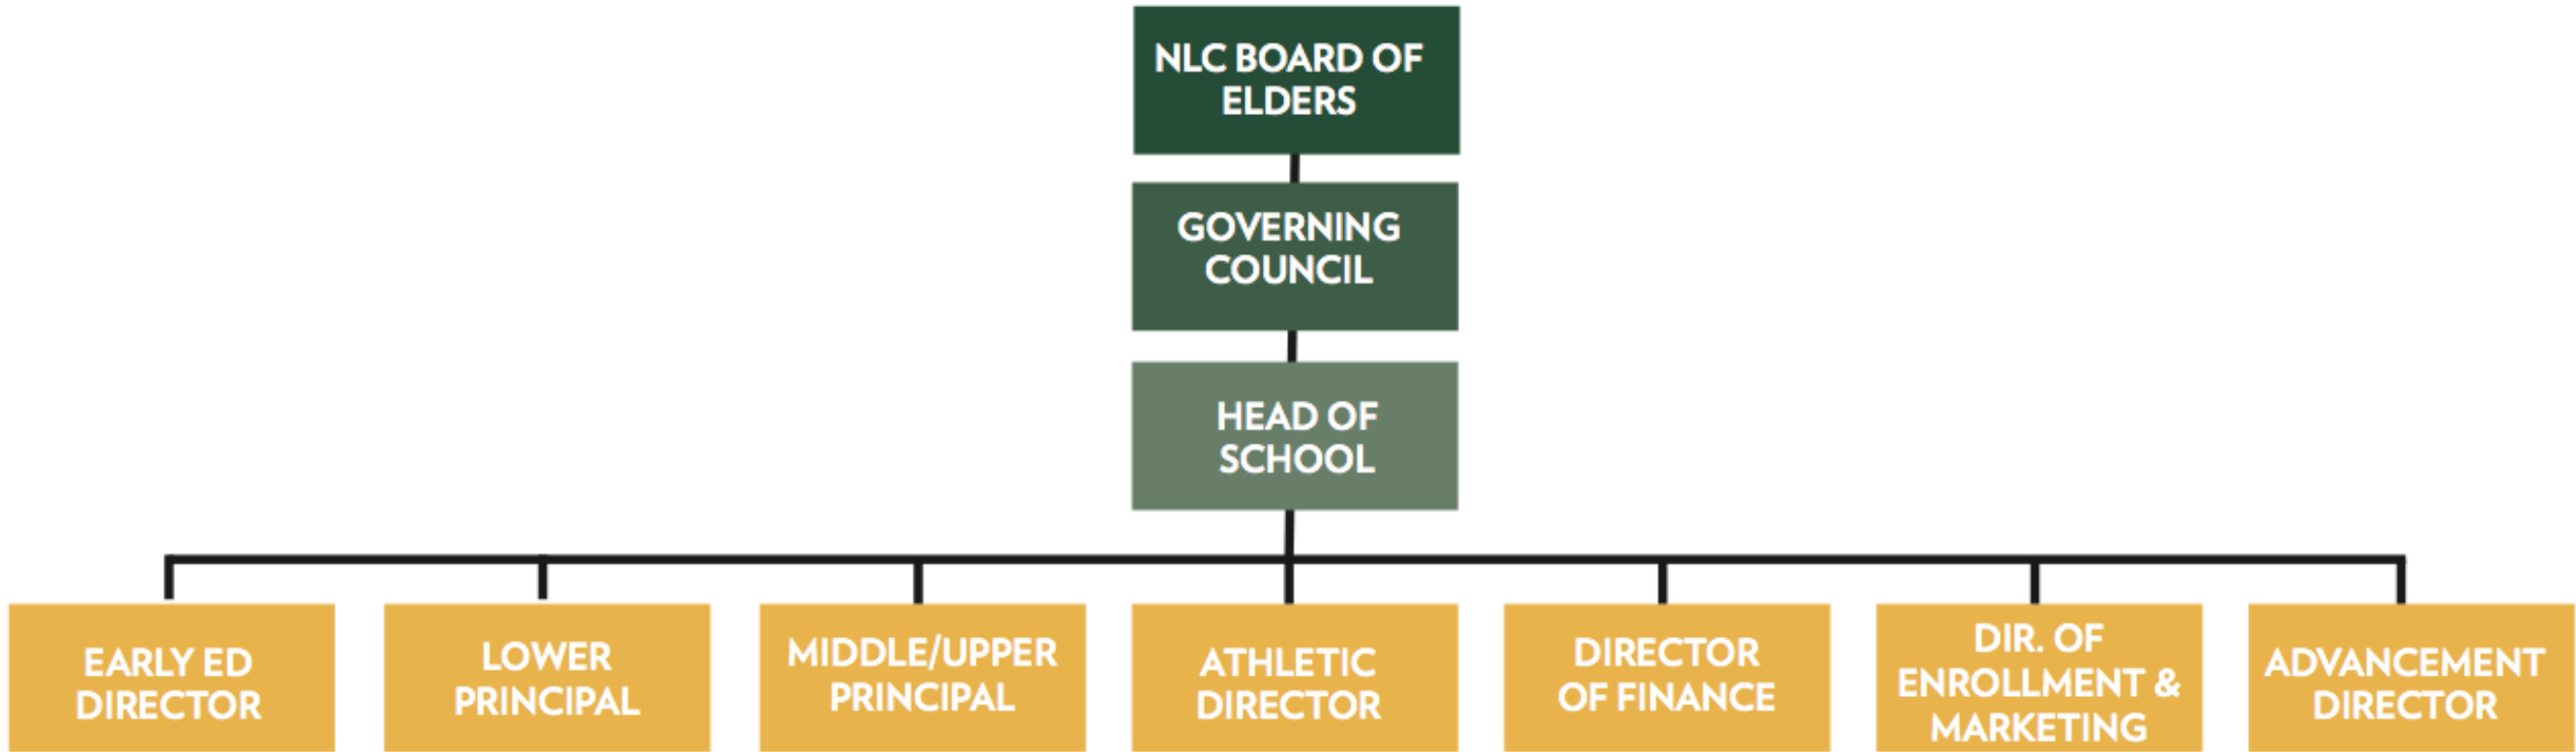 NLC BOARD OF
ELDERS
GOVERNING
COUNCIL
HEAD OF
SCHOOL
EARLY ED
DIRECTOR
LOWER
PRINCIPAL
MIDDLE/UPPER
PRINCIPAL
ATHLETIC
DIRECTOR
DIRECTOR
OF FINANCE
DIR. OF
ENROLLMENT &
MARKETING
ADVANCEMENT
DIRECTOR